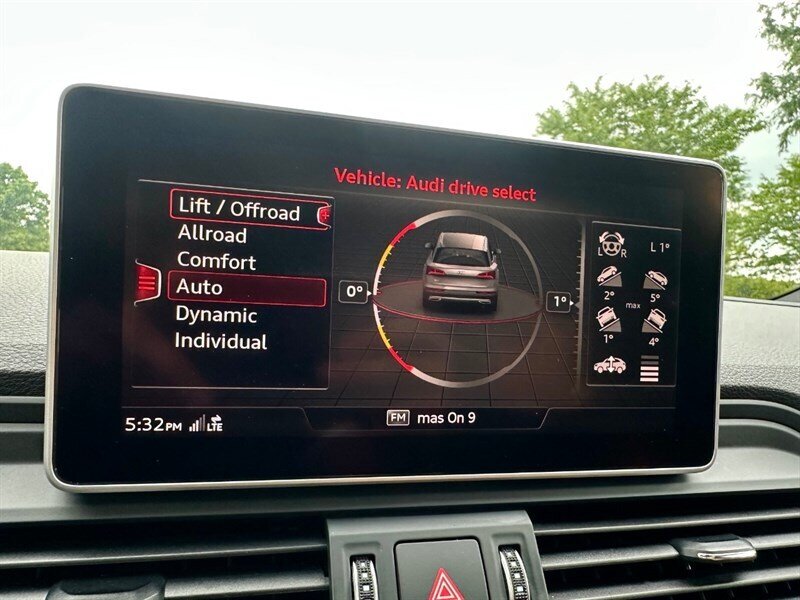 Vehicle: Audi drive select
Lift / Offroad
Allroad
Comfort
Auto
Dynamic
Individual
0°
1°
L R L 1°
2° max 5°
1° 4°
5:32PM LTE
FM mas On 9